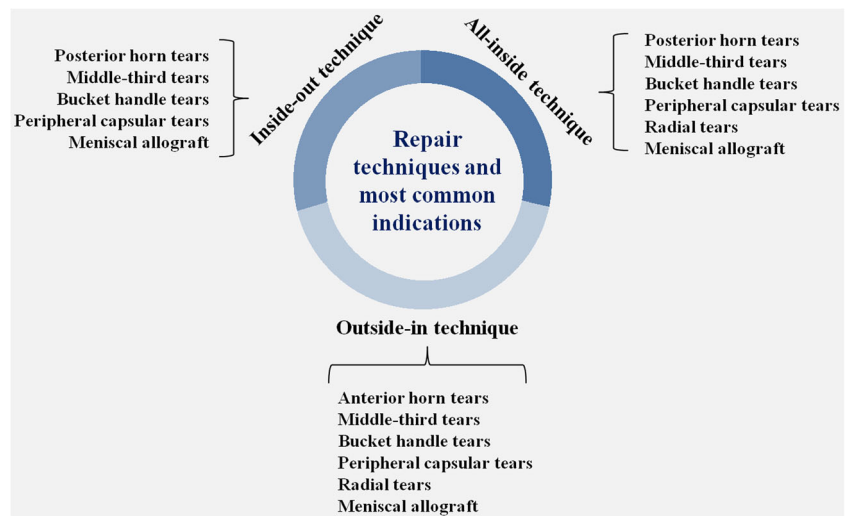 Inside-out technique
Posterior horn tears
Middle-third tears
Bucket handle tears
Peripheral capsular tears
Meniscal allograft
All-inside technique
Posterior horn tears
Middle-third tears
Bucket handle tears
Peripheral capsular tears
Radial tears
Meniscal allograft
Repair
techniques and
most common
indications
Outside-in technique
Anterior horn tears
Middle-third tears
Bucket handle tears
Peripheral capsular tears
Radial tears
Meniscal allograft